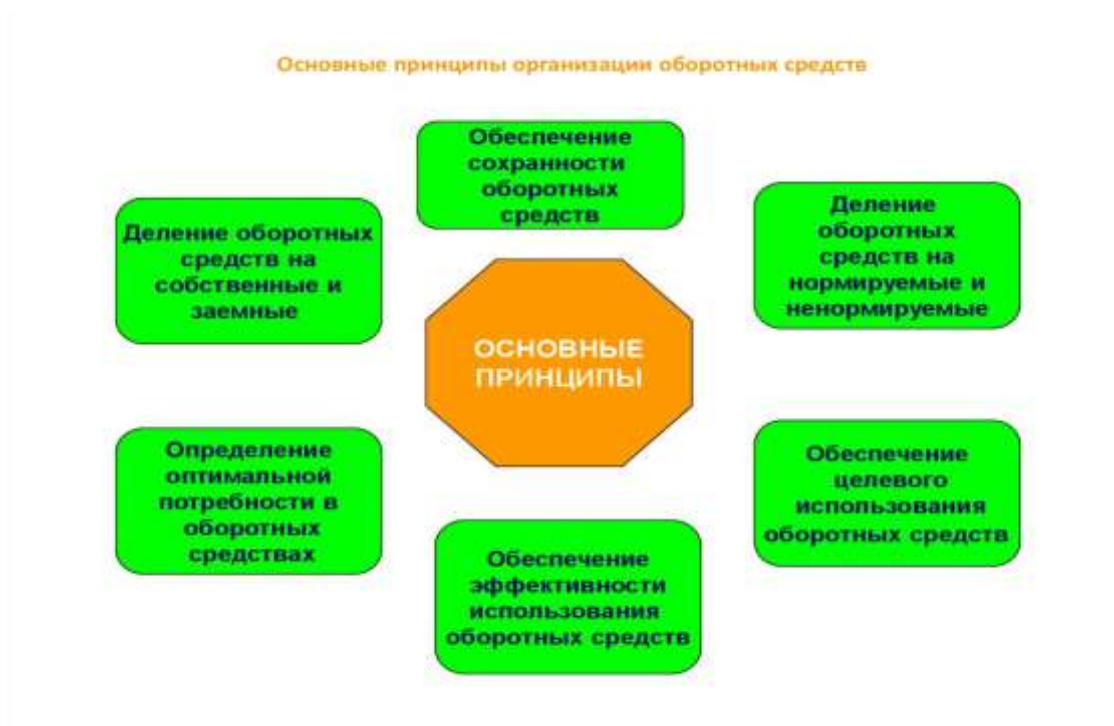 Основные принципы организации оборотных средств
Обеспечение
сохранности
оборотных
средств
Деление оборотных
средств на
собственные и
заемные
Деление
оборотных
средств на
нормируемые и
ненормируемые
ОСНОВНЫЕ
ПРИНЦИПЫ
Определение
оптимальной
потребности в
оборотных
средствах
Обеспечение
целевого
использования
оборотных средств
Обеспечение
эффективности
использования
оборотных средств